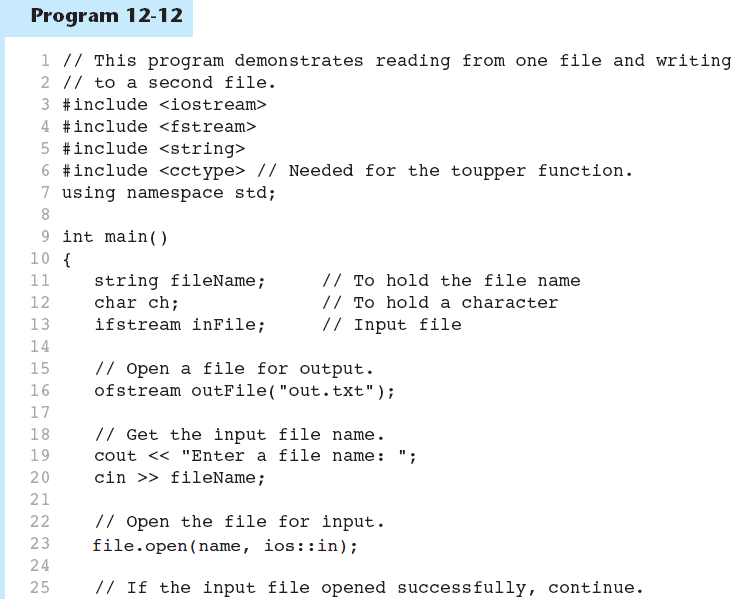 Program 12-12
1 // This program demonstrates reading from one file and writing
2 // to a second file.
3 #include <iostream>
4 #include <fstream>
5 #include <string>
6 #include <cctype> // Needed for the toupper function.
7 using namespace std;
8
9 int main()
10 {
11    string fileName;     // To hold the file name
12    char ch;             // To hold a character
13    ifstream inFile;     // Input file
14
15    // Open a file for output.
16    ofstream outFile("out.txt");
17
18    // Get the input file name.
19    cout << "Enter a file name: ";
20    cin >> fileName;
21
22    // Open the file for input.
23    file.open(name, ios::in);
24
25    // If the input file opened successfully, continue.